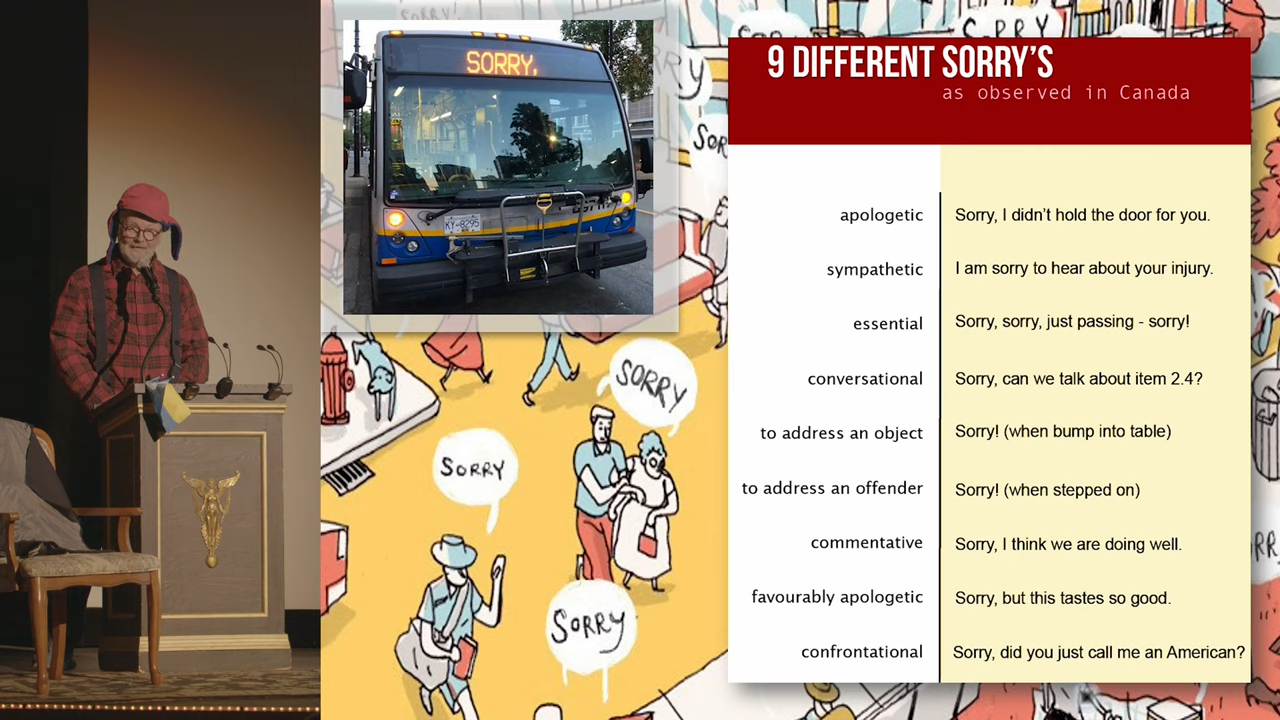 SORRY!
SORRY
SORRY,
KY-8295
9 DIFFERENT SORRY'S
as observed in Canada
apologetic Sorry, I didn't hold the door for you.
sympathetic I am sorry to hear about your injury.
essential Sorry, sorry, just passing - sorry!
conversational Sorry, can we talk about item 2.4?
to address an object Sorry! (when bump into table)
to address an offender Sorry! (when stepped on)
commentative Sorry, I think we are doing well.
favourably apologetic Sorry, but this tastes so good.
confrontational Sorry, did you just call me an American?
SORRY
SORRY
SORRY